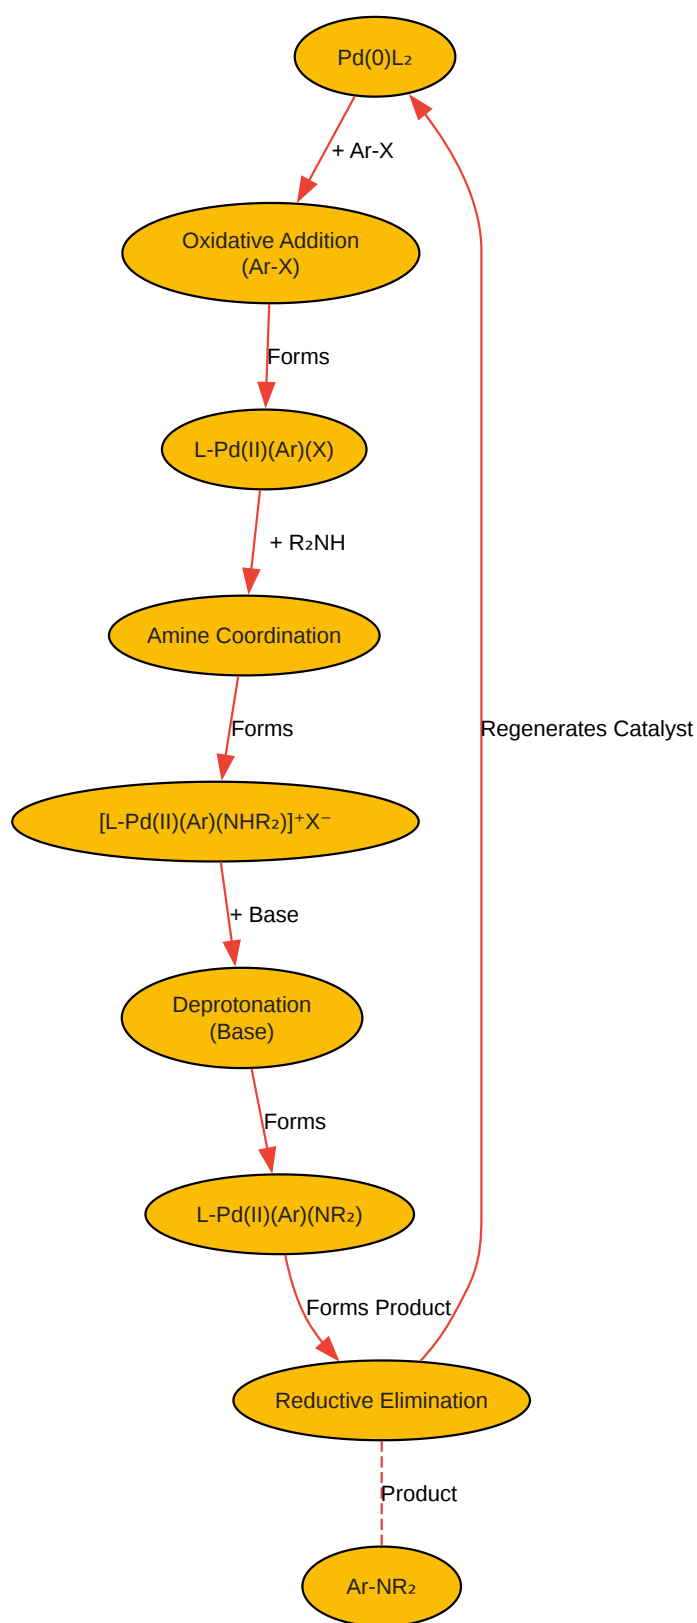 Pd(0)L₂
+ Ar-X
Oxidative Addition
(Ar-X)
Forms
L-Pd(II)(Ar)(X)
+ R₂NH
Amine Coordination
Forms
Regenerates Catalyst
[L-Pd(II)(Ar)(NHR₂)]⁺X⁻
+ Base
Deprotonation
(Base)
Forms
L-Pd(II)(Ar)(NR₂)
Forms Product
Reductive Elimination
Product
Ar-NR₂